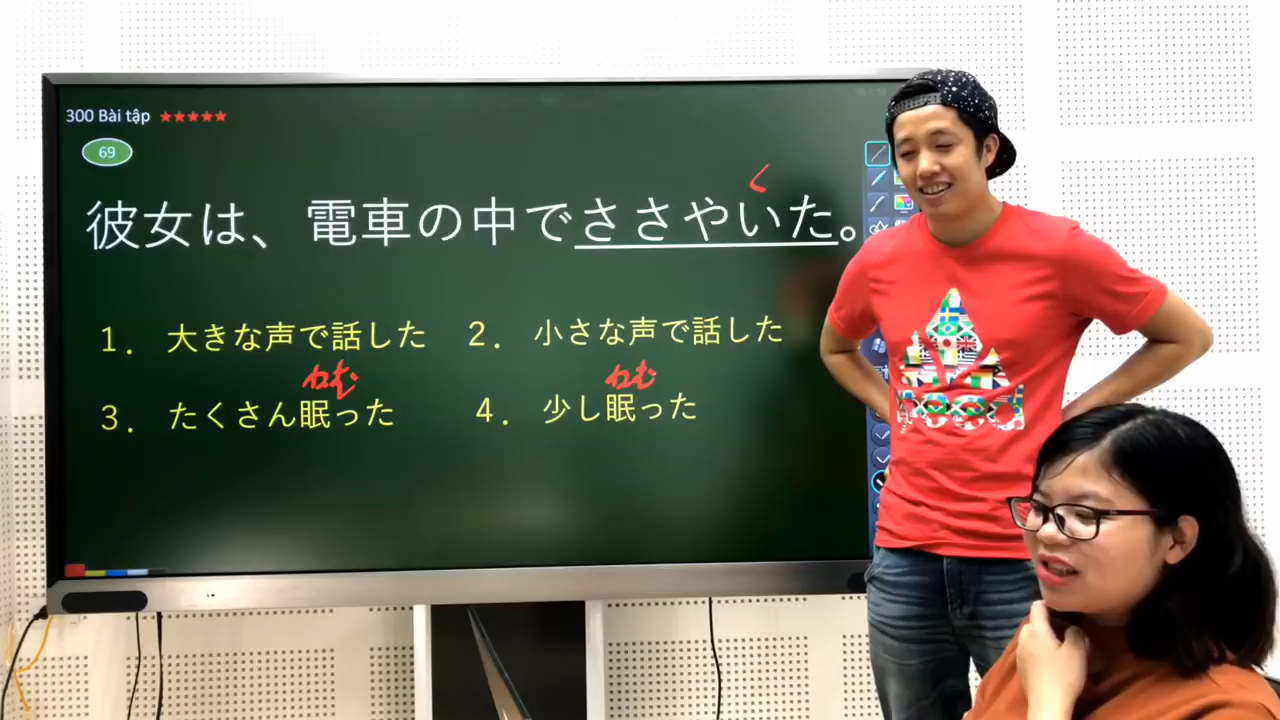 300 Bài tập ★★★★★
69
く
彼女は、電車の中でささやいた。
1. 大きな声で話した 2. 小さな声で話した
ねむ ねむ
3. たくさん眠った 4. 少し眠った